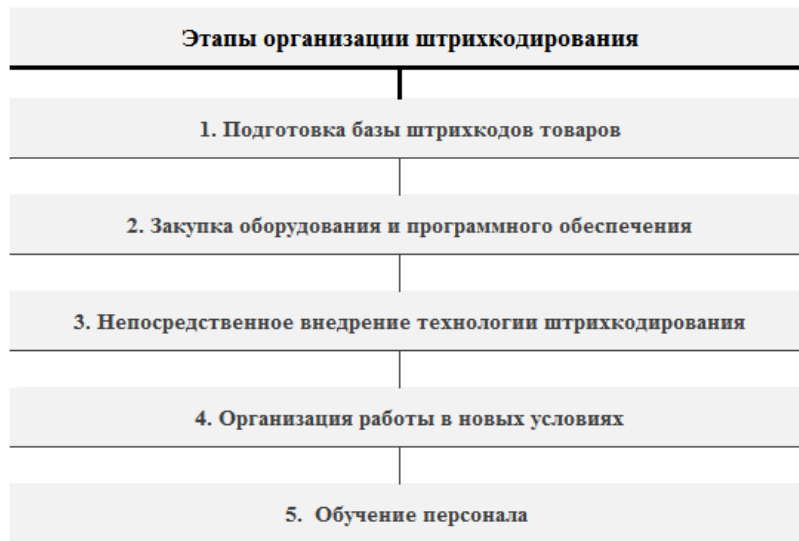 Этапы организации штрихкодирования
1. Подготовка базы штрихкодов товаров
2. Закупка оборудования и программного обеспечения
3. Непосредственное внедрение технологии штрихкодирования
4. Организация работы в новых условиях
5. Обучение персонала